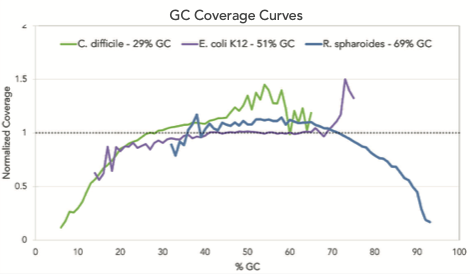 GC Coverage Curves
C. difficile - 29% GC E. coli K12 - 51% GC R. spharoides - 69% GC
2
1.5
1
0.5
0
Normalized Coverage
0 10 20 30 40 50 60 70 80 90 100
% GC